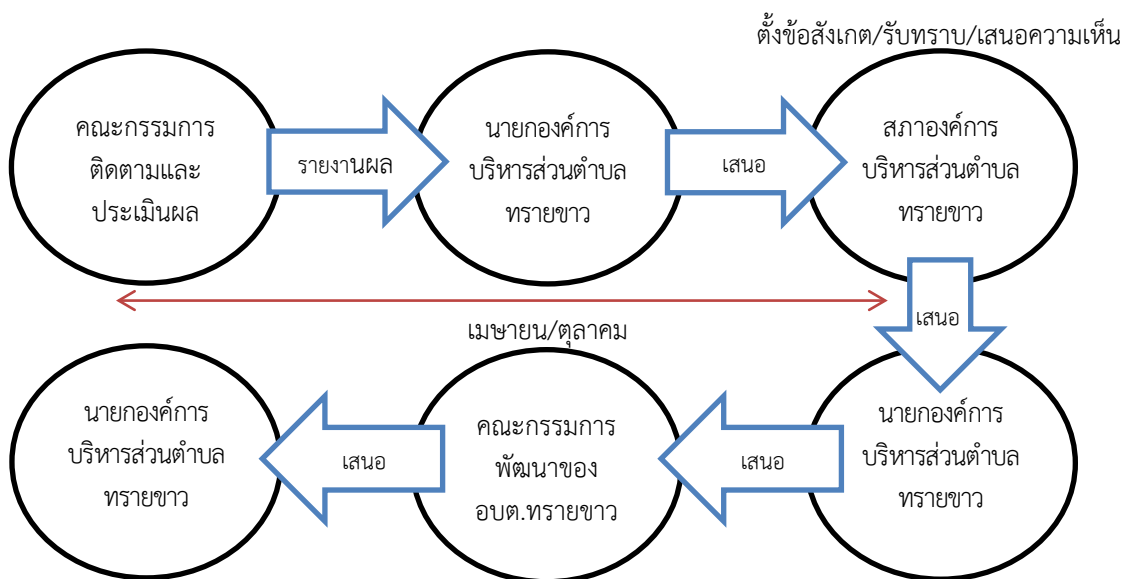 ตั้งข้อสังเกต/รับทราบ/เสนอความเห็น
คณะกรรมการ
ติดตามและ
ประเมินผล
รายงานผล
นายกองค์การ
บริหารส่วนตำบล
ทรายขาว
เสนอ
สภาองค์การ
บริหารส่วนตำบล
ทรายขาว
เสนอ
เมษายน/ตุลาคม
นายกองค์การ
บริหารส่วนตำบล
ทรายขาว
เสนอ
คณะกรรมการ
พัฒนาของ
อบต.ทรายขาว
เสนอ
นายกองค์การ
บริหารส่วนตำบล
ทรายขาว